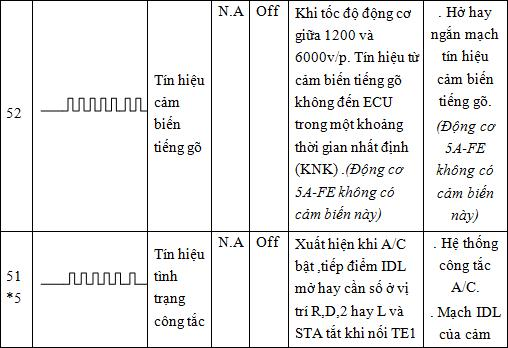 52
Tín hiệu
cảm
biến
tiếng gõ
N.A
Off
Khi tốc độ động cơ
giữa 1200 và
6000v/p. Tín hiệu từ
cảm biến tiếng gõ
không đến ECU
trong một khoảng
thời gian nhất định
(KNK) .(Động cơ
5A-FE không có
cảm biến này)
. Hở hay
ngắn mạch
tín hiệu
cảm biến
tiếng gõ.
(Động cơ
5A-FE
không có
cảm biến
này)
51
*5
Tín hiệu
tình
trạng
công tắc
N.A
Off
Xuất hiện khi A/C
bật ,tiếp điểm IDL
mở hay cần số ở vị
trí R,D,2 hay L và
STA tắt khi nối TE1
. Hệ thống
công tắc
A/C.
. Mạch IDL
của cảm